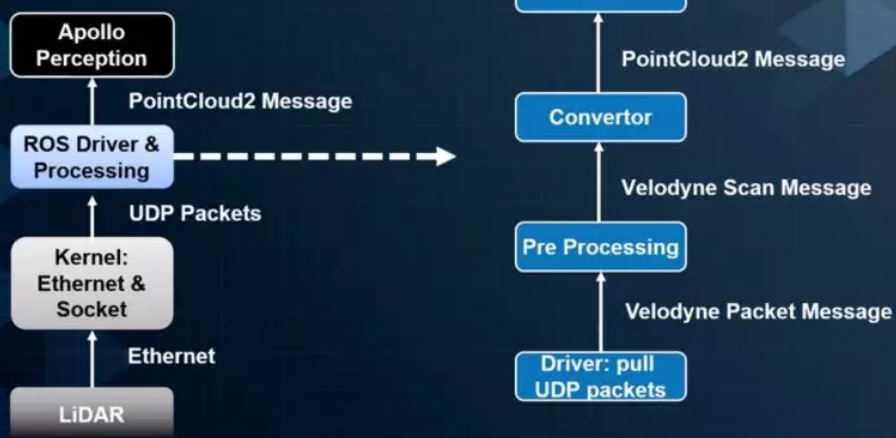 Apollo
Perception
PointCloud2 Message
ROS Driver &
Processing
UDP Packets
Kernel:
Ethernet &
Socket
Ethernet
LiDAR
PointCloud2 Message
Convertor
Velodyne Scan Message
Pre Processing
Velodyne Packet Message
Driver: pull
UDP packets